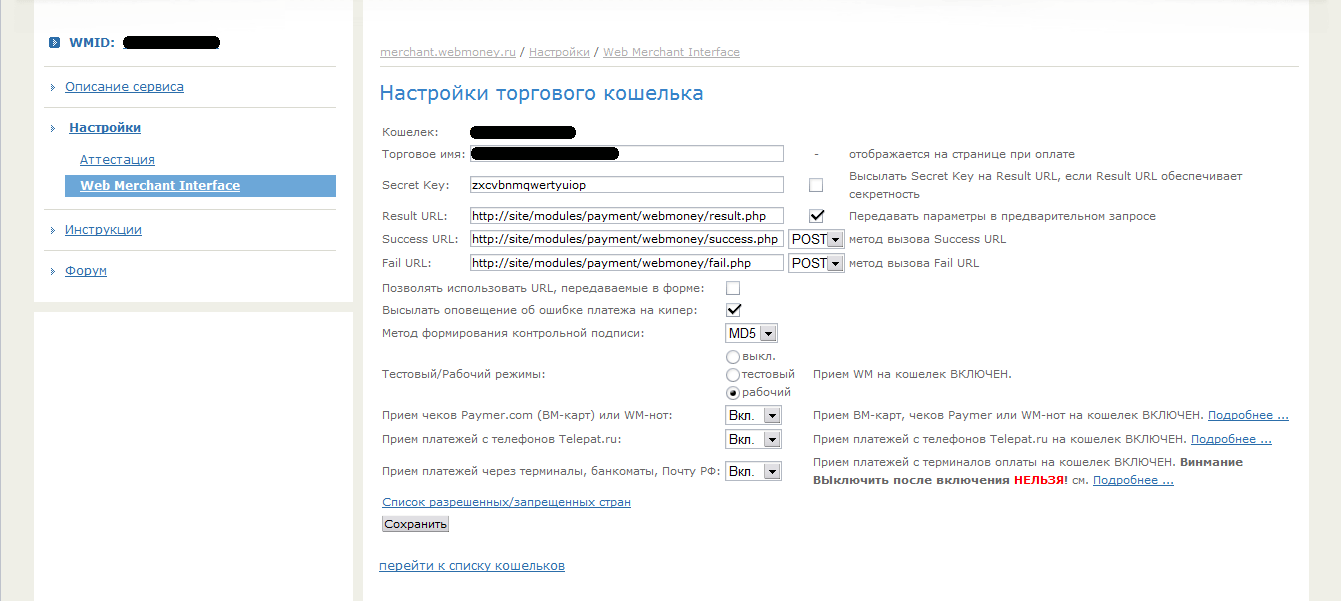 WMID:
Описание сервиса
Настройки
Аттестация
Web Merchant Interface
Инструкции
Форум
merchant.webmoney.ru / Настройки / Web Merchant Interface
Настройки торгового кошелька
Кошелек:
Торговое имя: - отображается на странице при оплате
Secret Key: zxcvbnmqwertyuiop Высылать Secret Key на Result URL, если Result URL обеспечивает
секретность
Result URL: http://site/modules/payment/webmoney/result.php Передавать параметры в предварительном запросе
Success URL: http://site/modules/payment/webmoney/success.php POST метод вызова Success URL
Fail URL: http://site/modules/payment/webmoney/fail.php POST метод вызова Fail URL
Позволять использовать URL, передаваемые в форме:
Высылать оповещение об ошибке платежа на кипер:
Метод формирования контрольной подписи: MD5
выкл.
Тестовый/Рабочий режимы: тестовый Прием WM на кошелек ВКЛЮЧЕН.
рабочий
Прием чеков Paymer.com (ВМ-карт) или WM-нот: Вкл. Прием ВМ-карт, чеков Paymer или WM-нот на кошелек ВКЛЮЧЕН. Подробнее ...
Прием платежей с телефонов Telepat.ru: Вкл. Прием платежей с телефонов Telepat.ru на кошелек ВКЛЮЧЕН. Подробнее ...
Прием платежей через терминалы, банкоматы, Почту РФ: Вкл. Прием платежей с терминалов оплаты на кошелек ВКЛЮЧЕН. Винмание
ВЫключить после включения НЕЛЬЗЯ! см. Подробнее ...
Список разрешенных/запрещенных стран
Сохранить
перейти к списку кошельков